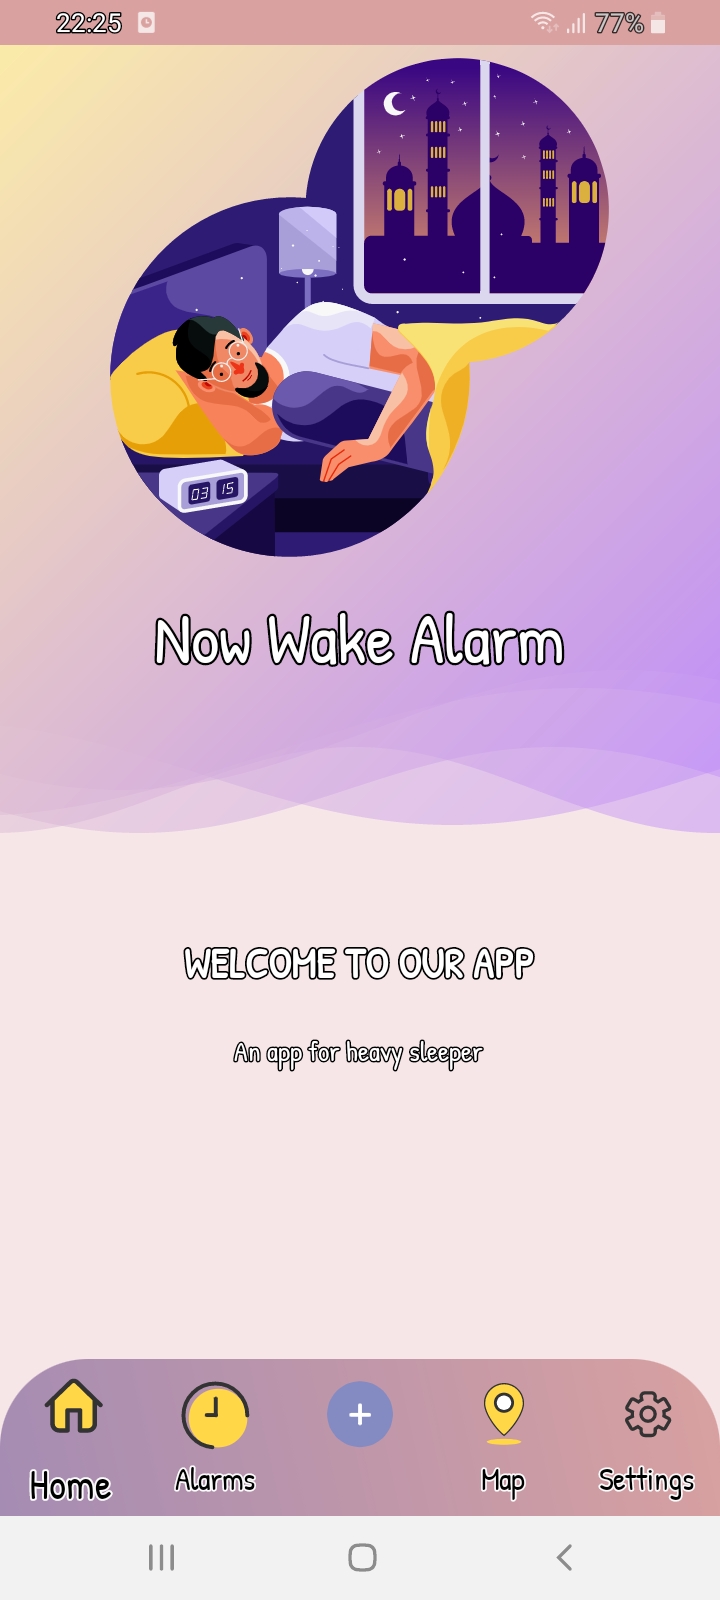 22:25
77%
03 15
Now Wake Alarm
WELCOME TO OUR APP
An app for heavy sleeper
Home
Alarms
Map
Settings